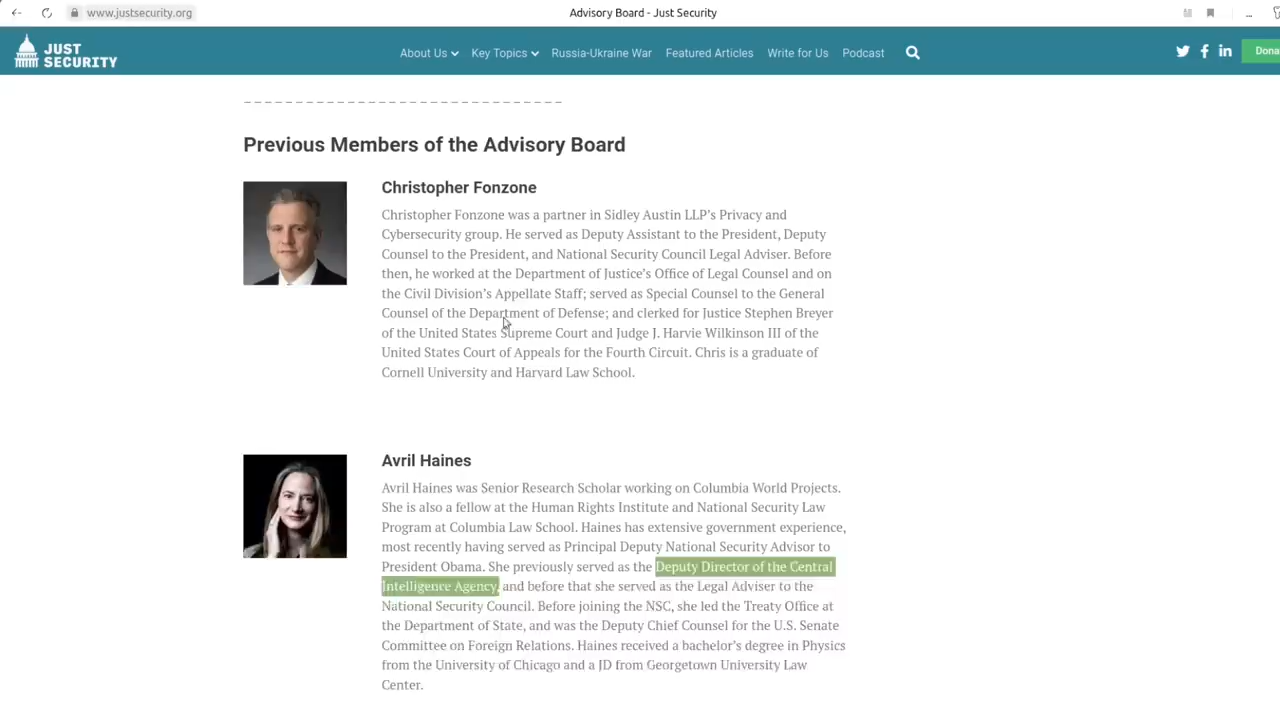 www.justsecurity.org
Advisory Board - Just Security
...
JUST
SECURITY
About Us
Key Topics
Russia-Ukraine War
Featured Articles
Write for Us
Podcast
Dona
Previous Members of the Advisory Board
Christopher Fonzone
Christopher Fonzone was a partner in Sidley Austin LLP's Privacy and
Cybersecurity group. He served as Deputy Assistant to the President, Deputy
Counsel to the President, and National Security Council Legal Adviser. Before
then, he worked at the Department of Justice's Office of Legal Counsel and on
the Civil Division's Appellate Staff; served as Special Counsel to the General
Counsel of the Department of Defense; and clerked for Justice Stephen Breyer
of the United States Supreme Court and Judge J. Harvie Wilkinson III of the
United States Court of Appeals for the Fourth Circuit. Chris is a graduate of
Cornell University and Harvard Law School.
Avril Haines
Avril Haines was Senior Research Scholar working on Columbia World Projects.
She is also a fellow at the Human Rights Institute and National Security Law
Program at Columbia Law School. Haines has extensive government experience,
most recently having served as Principal Deputy National Security Advisor to
President Obama. She previously served as the Deputy Director of the Central
Intelligence Agency, and before that she served as the Legal Adviser to the
National Security Council. Before joining the NSC, she led the Treaty Office at
the Department of State, and was the Deputy Chief Counsel for the U.S. Senate
Committee on Foreign Relations. Haines received a bachelor's degree in Physics
from the University of Chicago and a JD from Georgetown University Law
Center.